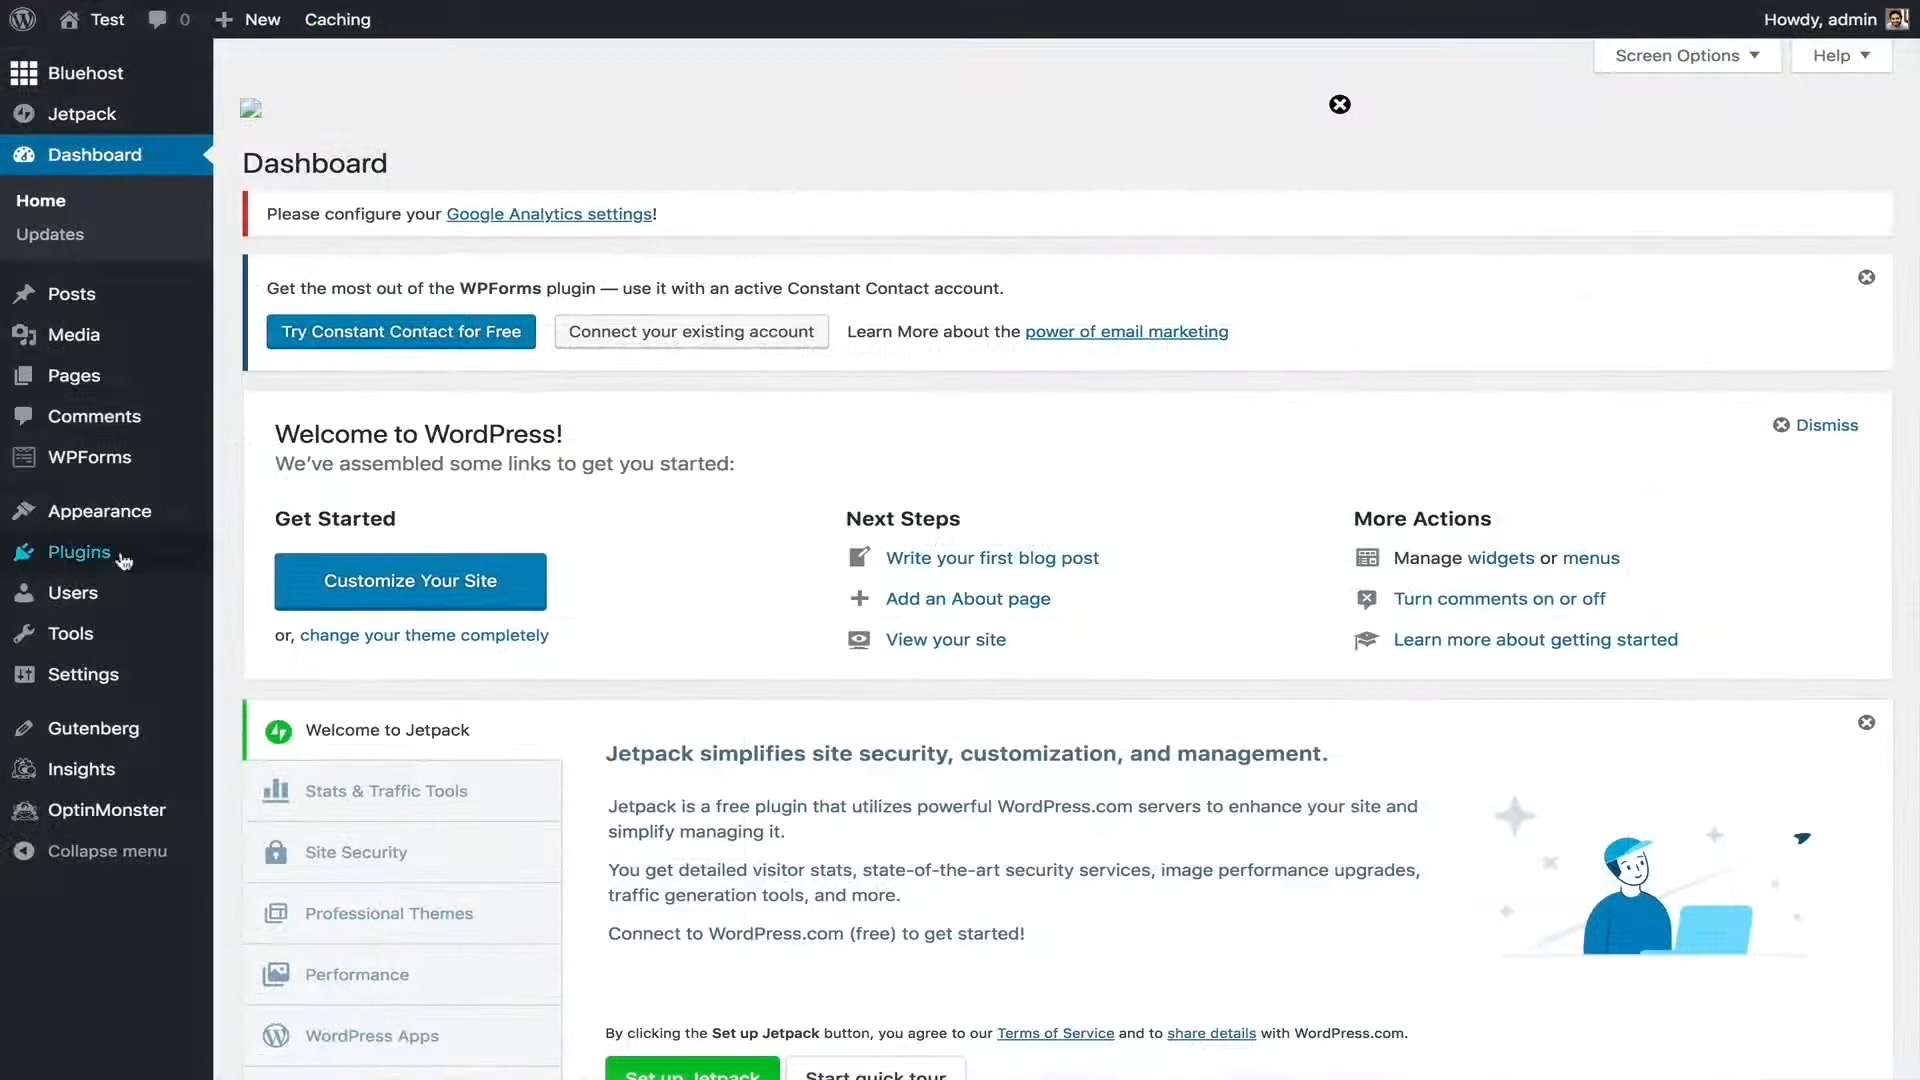 Test
0
New
Caching
Howdy, admin
Bluehost
Jetpack
Dashboard
Home
Updates
Posts
Media
Pages
Comments
WPForms
Appearance
Plugins
Users
Tools
Settings
Gutenberg
Insights
OptinMonster
Collapse menu
Screen Options
Help
Dashboard
Please configure your Google Analytics settings!
Get the most out of the WPForms plugin — use it with an active Constant Contact account.
Try Constant Contact for Free
Connect your existing account
Learn More about the power of email marketing
Welcome to WordPress!
We've assembled some links to get you started:
Dismiss
Get Started
Customize Your Site
or, change your theme completely
Next Steps
Write your first blog post
Add an About page
View your site
More Actions
Manage widgets or menus
Turn comments on or off
Learn more about getting started
Welcome to Jetpack
Stats & Traffic Tools
Site Security
Professional Themes
Performance
WordPress Apps
Jetpack simplifies site security, customization, and management.
Jetpack is a free plugin that utilizes powerful WordPress.com servers to enhance your site and
simplify managing it.
You get detailed visitor stats, state-of-the-art security services, image performance upgrades,
traffic generation tools, and more.
Connect to WordPress.com (free) to get started!
By clicking the Set up Jetpack button, you agree to our Terms of Service and to share details with WordPress.com.
Set up Jetpack
Start quick tour